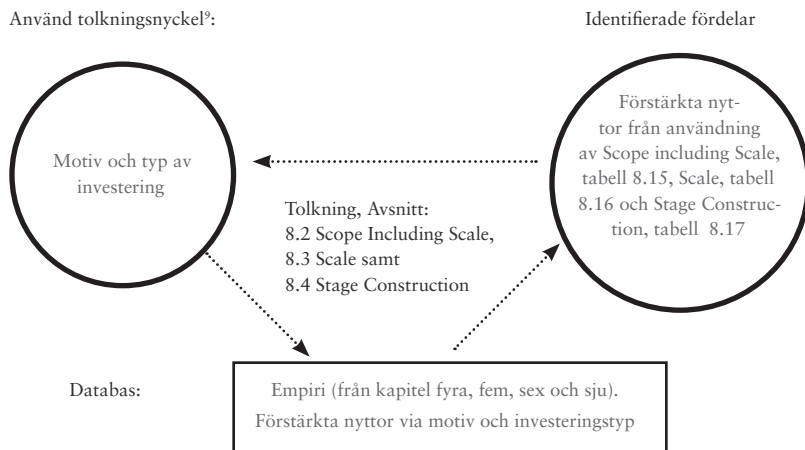 Använd tolkningsnyckel⁹:
Identifierade fördelar
Motiv och typ av
investering
Förstärkta nyt-
tor från användning
av Scope including Scale,
tabell 8.15, Scale, tabell
8.16 och Stage Construc-
tion, tabell 8.17
Tolkning, Avsnitt:
8.2 Scope Including Scale,
8.3 Scale samt
8.4 Stage Construction
Databas:
Empiri (från kapitel fyra, fem, sex och sju).
Förstärkta nyttor via motiv och investeringstyp